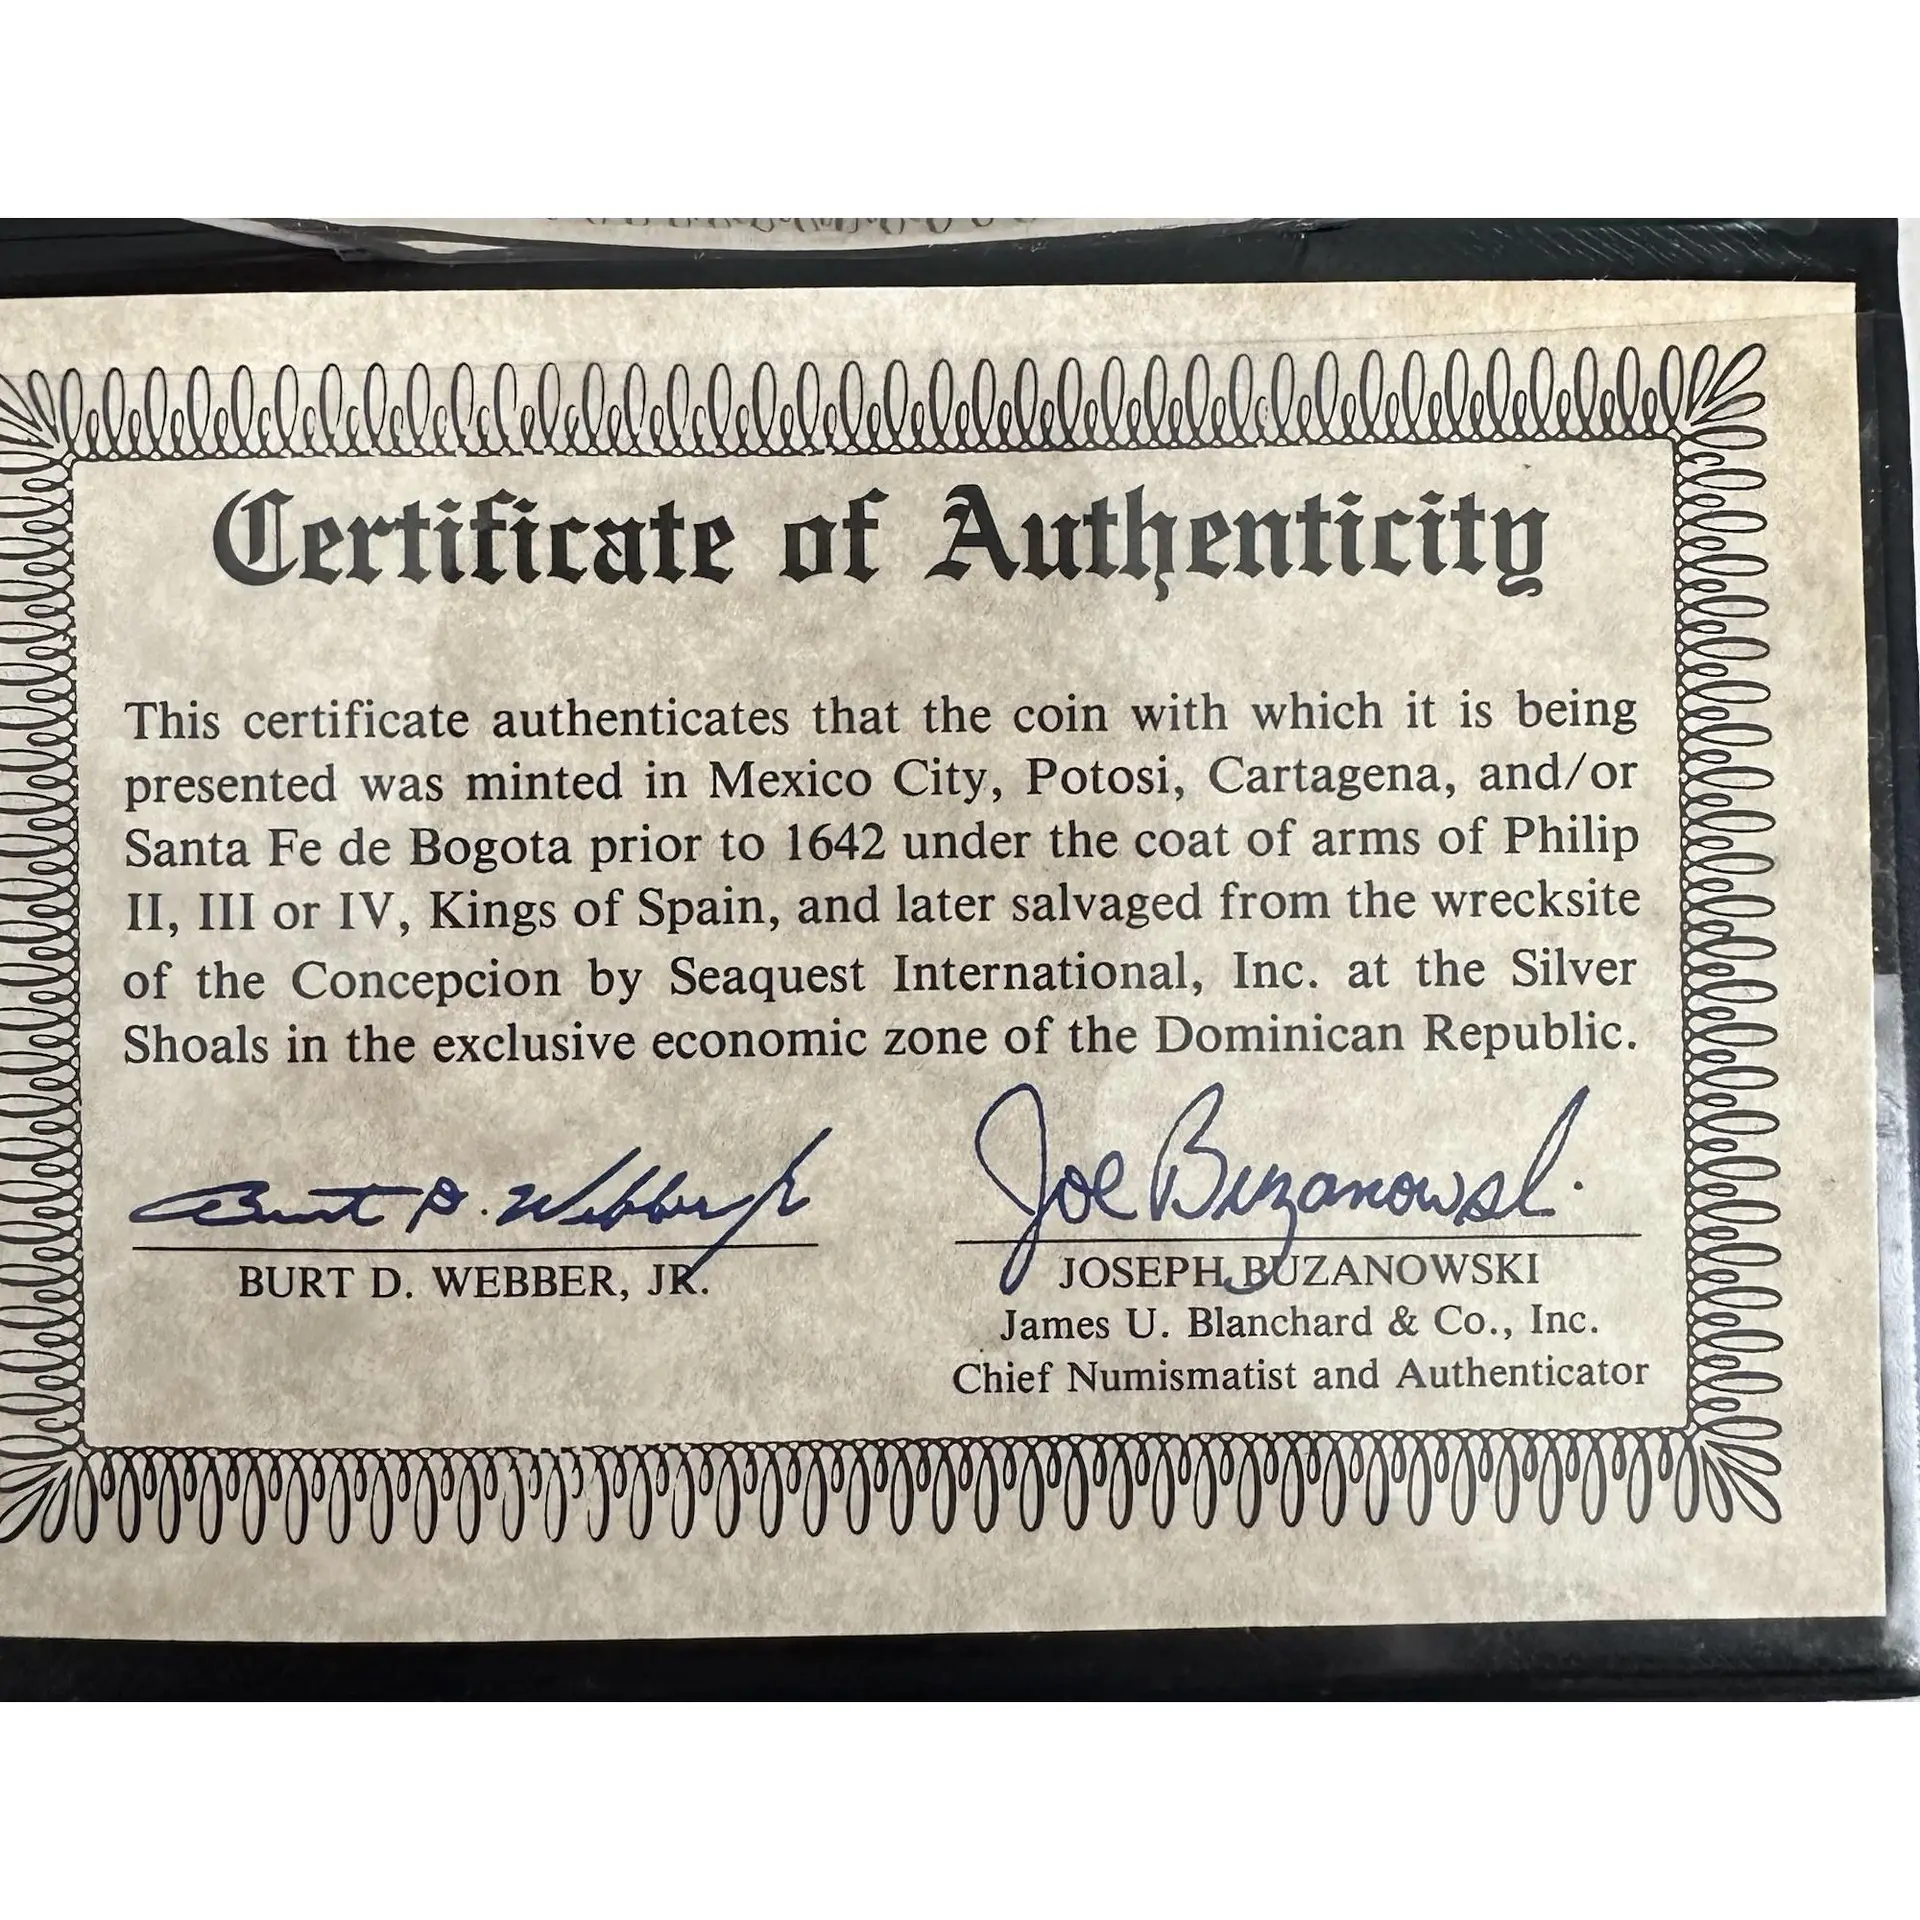 Certificate of Authenticity
This certificate authenticates that the coin with which it is being
presented was minted in Mexico City, Potosi, Cartagena, and/or
Santa Fe de Bogota prior to 1642 under the coat of arms of Philip
II, III or IV, Kings of Spain, and later salvaged from the wrecksite
of the Concepcion by Seaquest International, Inc. at the Silver
Shoals in the exclusive economic zone of the Dominican Republic.
Burt D. Webber Jr
Joe Buzanowski
BURT D. WEBBER, JR.
JOSEPH BUZANOWSKI
James U. Blanchard & Co., Inc.
Chief Numismatist and Authenticator